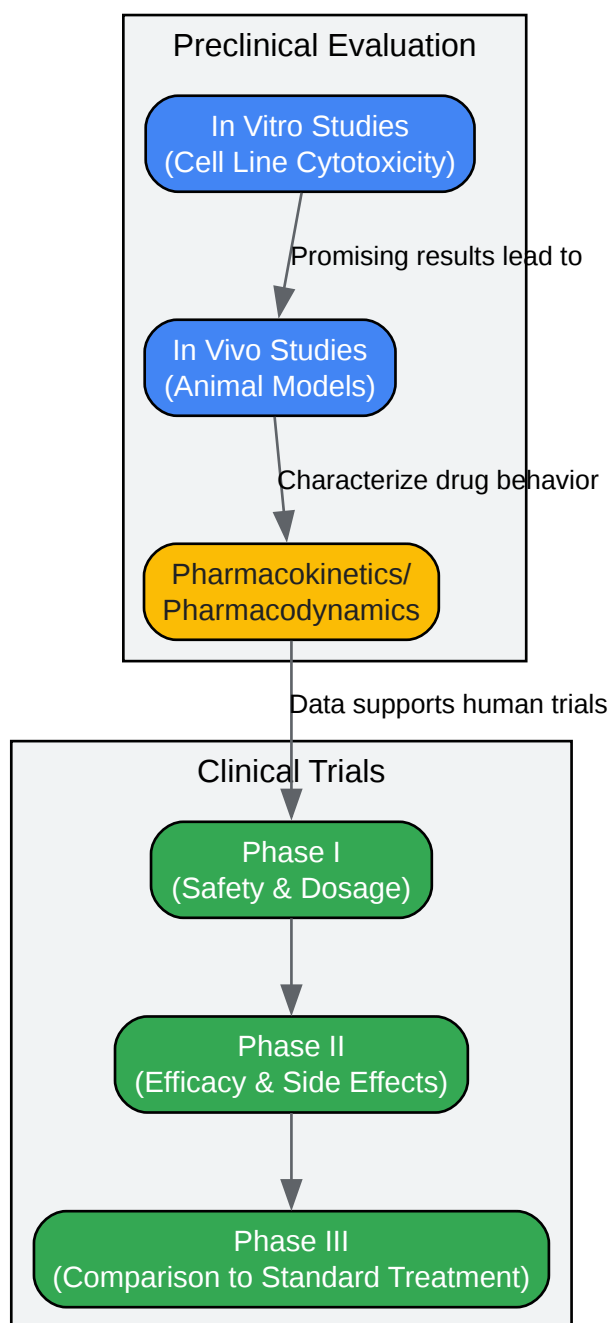 Preclinical Evaluation
In Vitro Studies
(Cell Line Cytotoxicity)
Promising results lead to
In Vivo Studies
(Animal Models)
Characterize drug behavior
Pharmacokinetics/
Pharmacodynamics
Data supports human trials
Clinical Trials
Phase I
(Safety & Dosage)
Phase II
(Efficacy & Side Effects)
Phase III
(Comparison to Standard Treatment)